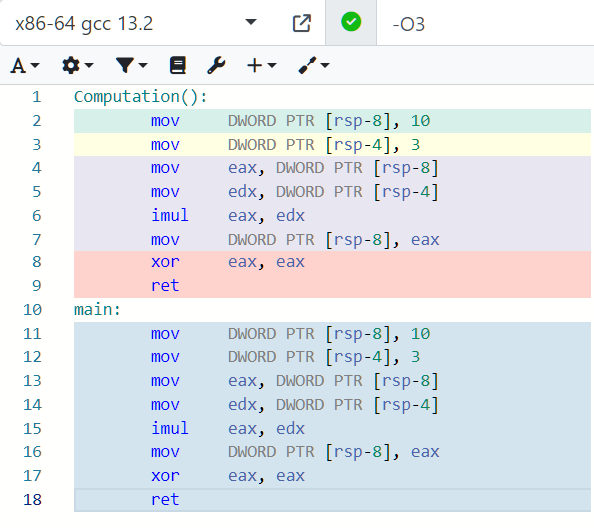 x86-64 gcc 13.2 -O3
A
1 Computation():
2 mov DWORD PTR [rsp-8], 10
3 mov DWORD PTR [rsp-4], 3
4 mov eax, DWORD PTR [rsp-8]
5 mov edx, DWORD PTR [rsp-4]
6 imul eax, edx
7 mov DWORD PTR [rsp-8], eax
8 xor eax, eax
9 ret
10 main:
11 mov DWORD PTR [rsp-8], 10
12 mov DWORD PTR [rsp-4], 3
13 mov eax, DWORD PTR [rsp-8]
14 mov edx, DWORD PTR [rsp-4]
15 imul eax, edx
16 mov DWORD PTR [rsp-8], eax
17 xor eax, eax
18 ret